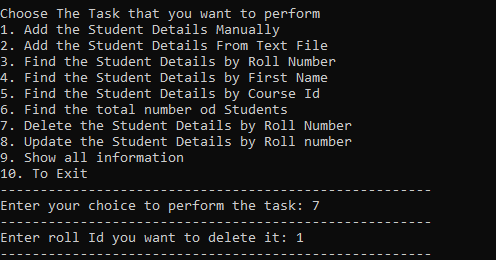 Choose The Task that you want to perform
1. Add the Student Details Manually
2. Add the Student Details From Text File
3. Find the Student Details by Roll Number
4. Find the Student Details by First Name
5. Find the Student Details by Course Id
6. Find the total number od Students
7. Delete the Student Details by Roll Number
8. Update the Student Details by Roll number
9. Show all information
10. To Exit
------------------------------------------------------
Enter your choice to perform the task: 7
------------------------------------------------------
Enter roll Id you want to delete it: 1
------------------------------------------------------